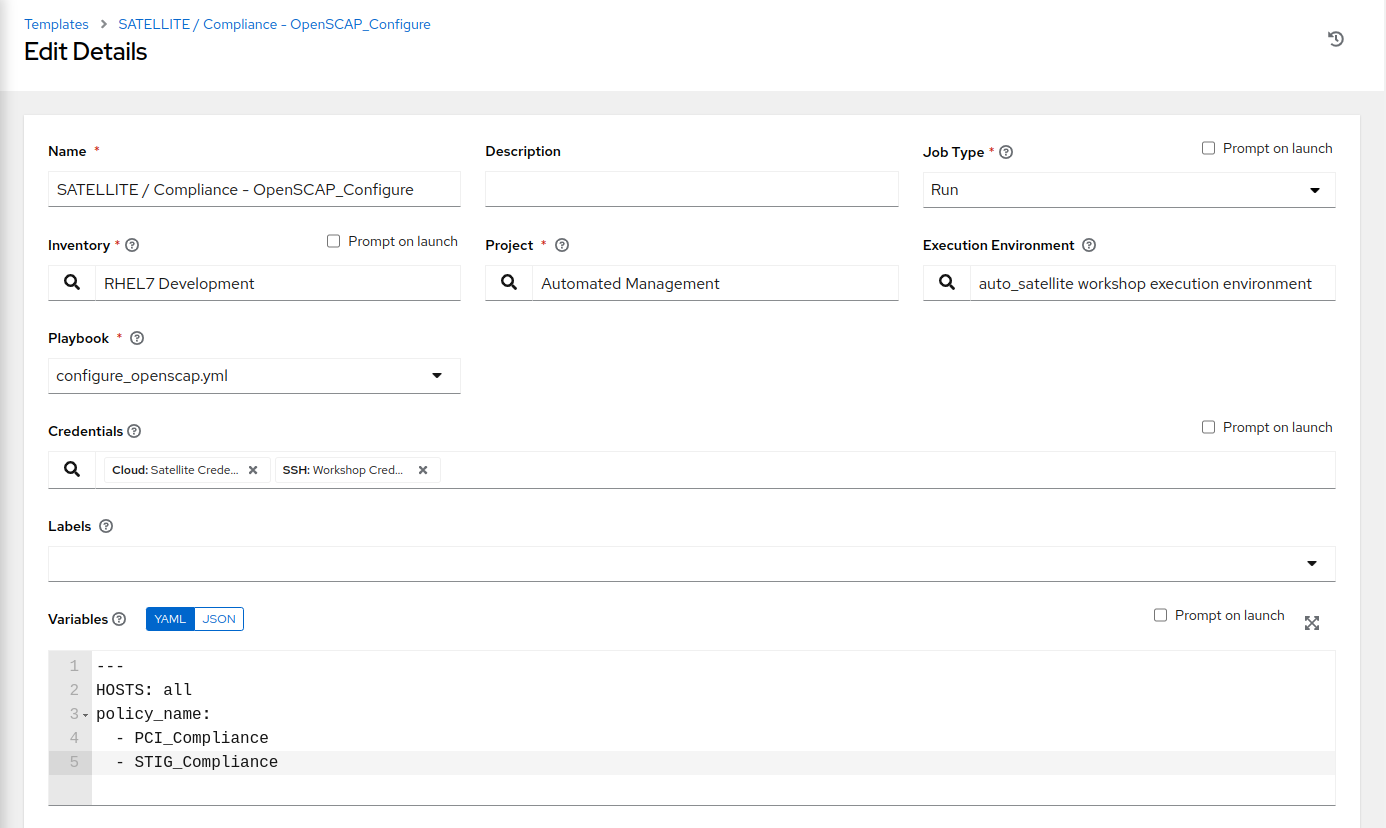 Templates > SATELLITE / Compliance - OpenSCAP_Configure
Edit Details
Name *
SATELLITE / Compliance - OpenSCAP_Configure
Description
Job Type *
Prompt on launch
Run
Inventory *
Prompt on launch
RHEL7 Development
Project *
Automated Management
Execution Environment
auto_satellite workshop execution environment
Playbook *
configure_openscap.yml
Credentials
Prompt on launch
Cloud: Satellite Crede...
SSH: Workshop Cred...
Labels
Variables
YAML JSON
Prompt on launch
1 ---
2 HOSTS: all
3 policy_name:
4 - PCI_Compliance
5 - STIG_Compliance